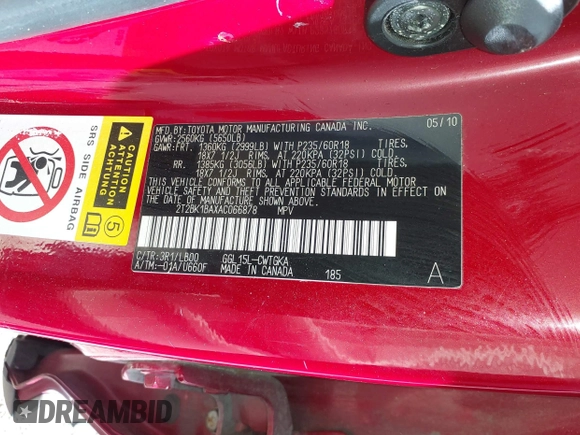 MFD.BY:TOYOTA MOTOR MANUFACTURING CANADA INC. 05/10
GVWR:2560KG (5650LB)
GAWR:FRT. 1360KG (2999LB) WITH P235/60R18 TIRES,
18X7 1/2J RIMS, AT 220KPA (32PSI) COLD
RR. 1385KG (3056LB) WITH P235/60R18 TIRES,
18X7 1/2J RIMS, AT 220KPA (32PSI) COLD
THIS VEHICLE CONFORMS TO ALL APPLICABLE FEDERAL MOTOR
VEHICLE SAFETY AND THEFT PREVENTION STANDARDS IN EFFECT
ON THE DATE OF MANUFACTURE SHOWN ABOVE.
2T2BK1BAXAC066878 MPV
C/TR:3R1/LB00 GGL15L-CWTGKA
A/TM:-01A/U660F MADE IN CANADA 185 A
SRS SIDE AIRBAG
CAUTION
ACHTUNG
ATTENTION
5
DREAMBID